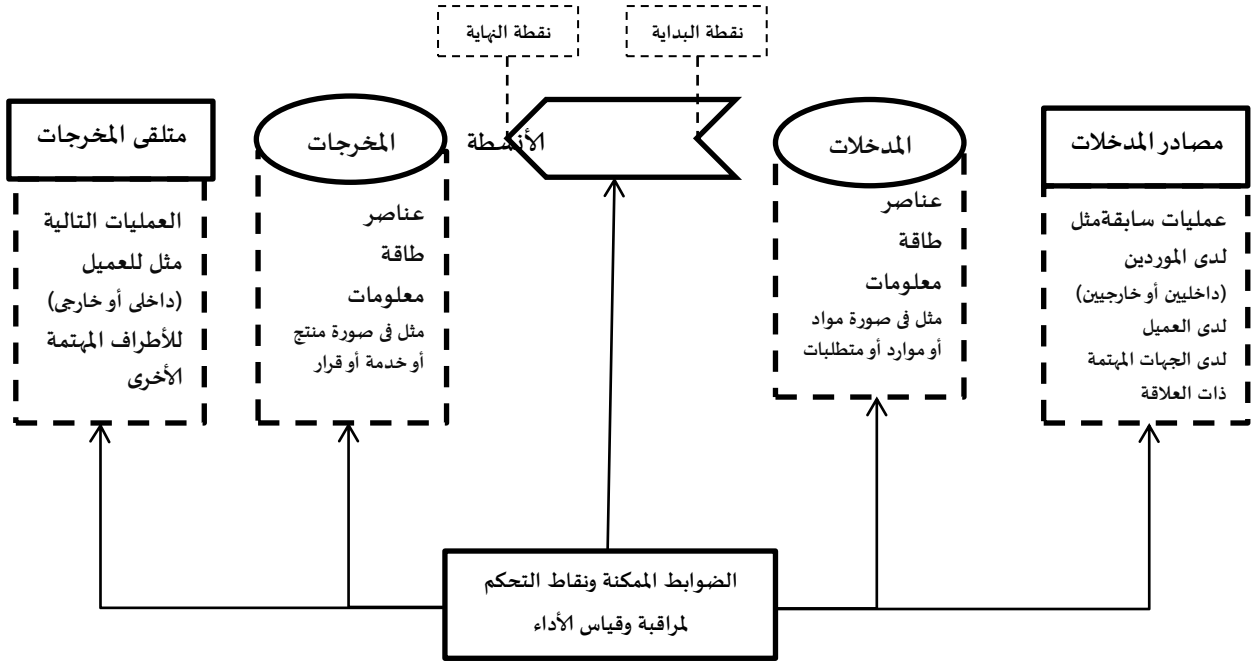 نقطة البداية
نقطة النهاية
مصادر المدخلات
عمليات سابقةمثل
لدى الموردين
(داخليين أو خارجيين)
لدى العميل
لدى الجهات المهتمة
ذات العلاقة
المدخلات
عناصر
طاقة
معلومات
مثل فى صورة مواد
أو موارد أو متطلبات
الأنشطة
المخرجات
عناصر
طاقة
معلومات
مثل فى صورة منتج
أو خدمة أو قرار
متلقى المخرجات
العمليات التالية
مثل للعميل
(داخلى أو خارجى)
للأطراف المهتمة
الأخرى
الضوابط الممكنة ونقاط التحكم
لمراقبة وقياس الأداء